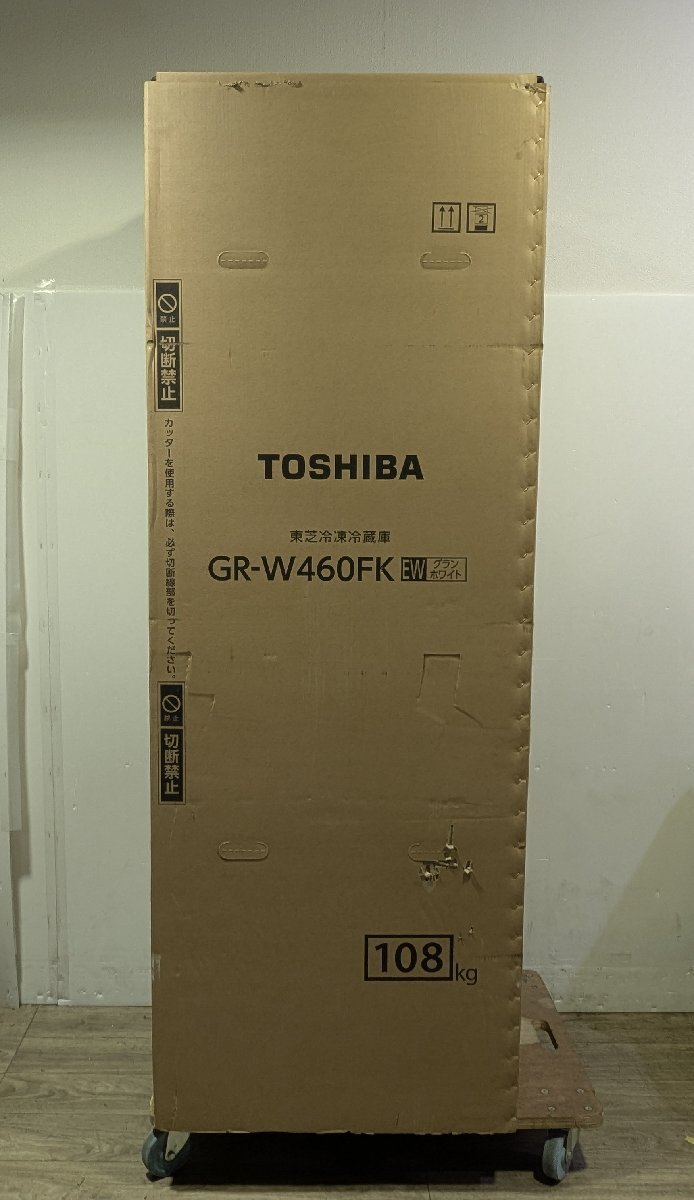 2
禁止
切断禁止
カッターを使用する際は、必ず切断線部を切ってください。
TOSHIBA
東芝冷凍冷蔵庫
GR-W460FK EW グラン
ホワイト
禁止
切断禁止
108 kg